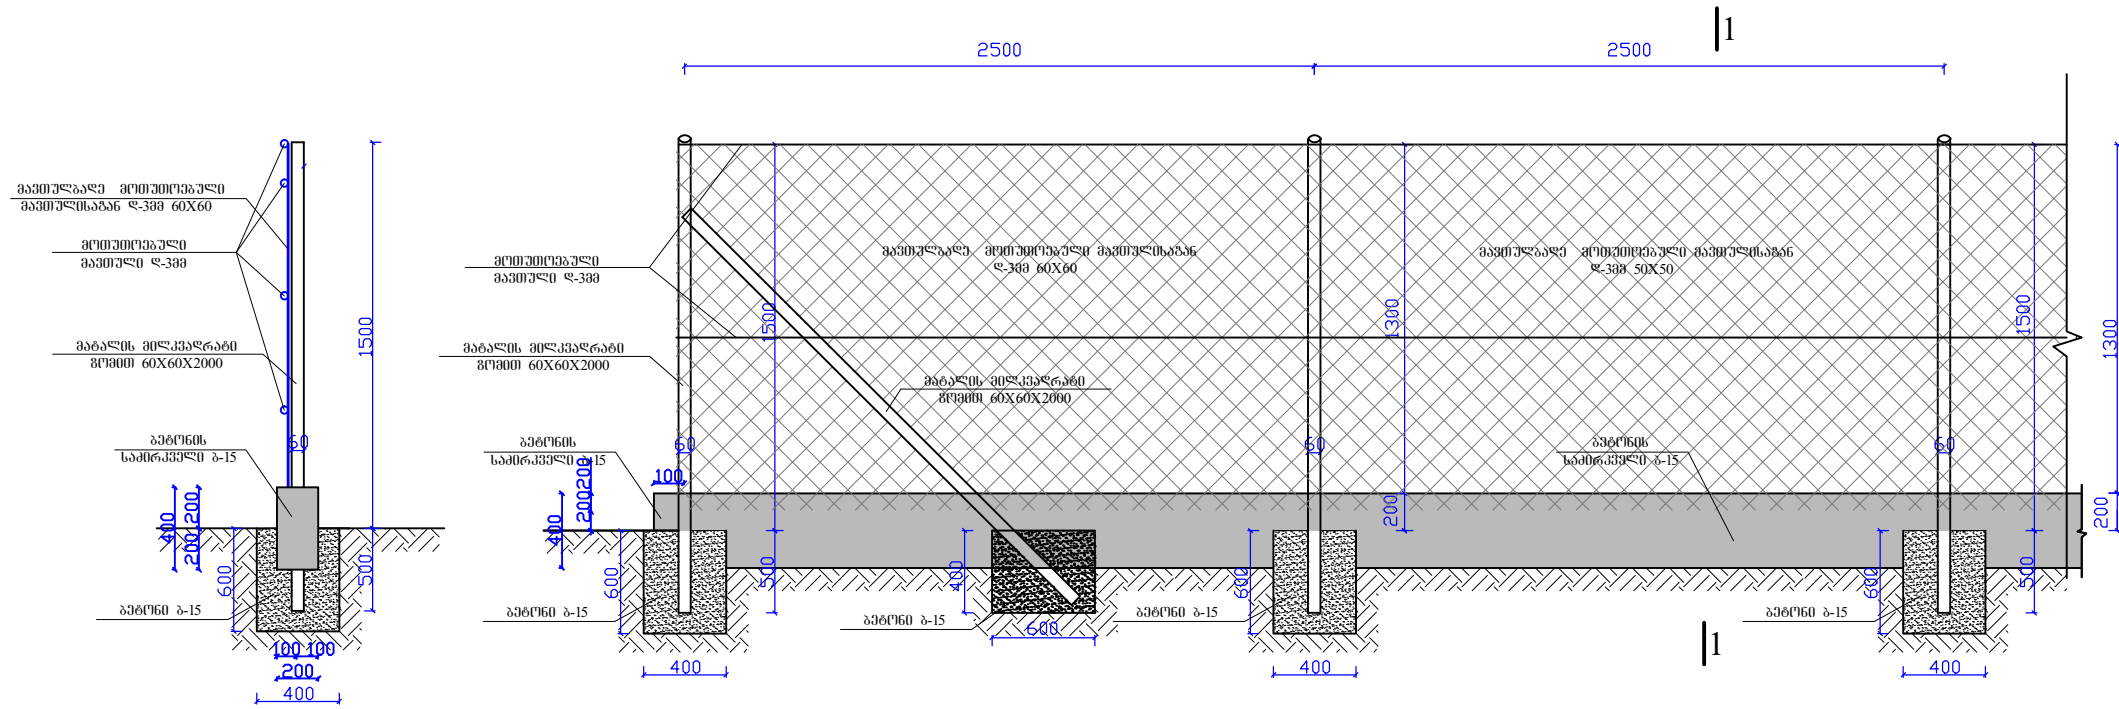 1
2500
2500
მავთულბადე მოთუთიებული
მავთულისაგან დ-3მმ 60X60
მოთუთიებული
მავთული დ-3მმ
მეტალის მილკვადრატი
ზომით 60X60X2000
ბეტონის
საძირკველი ბ-15
ბეტონი ბ-15
1500
60
400
200
200
600
500
100 100
200
400
მოთუთიებული
მავთული დ-3მმ
მეტალის მილკვადრატი
ზომით 60X60X2000
ბეტონის
საძირკველი ბ-15
ბეტონი ბ-15
მავთულბადე მოთუთიებული მავთულისაგან
დ-3მმ 60X60
მეტალის მილკვადრატი
ზომით 60X60X2000
ბეტონი ბ-15
1500
60
100
200
200
400
600
500
400
400
600
მავთულბადე მოთუთიებული მავთულისაგან
დ-3მმ 50X50
ბეტონის
საძირკველი ბ-15
ბეტონი ბ-15
1300
60
200
600
400
ბეტონი ბ-15
1500
60
1300
200
600
500
400
1